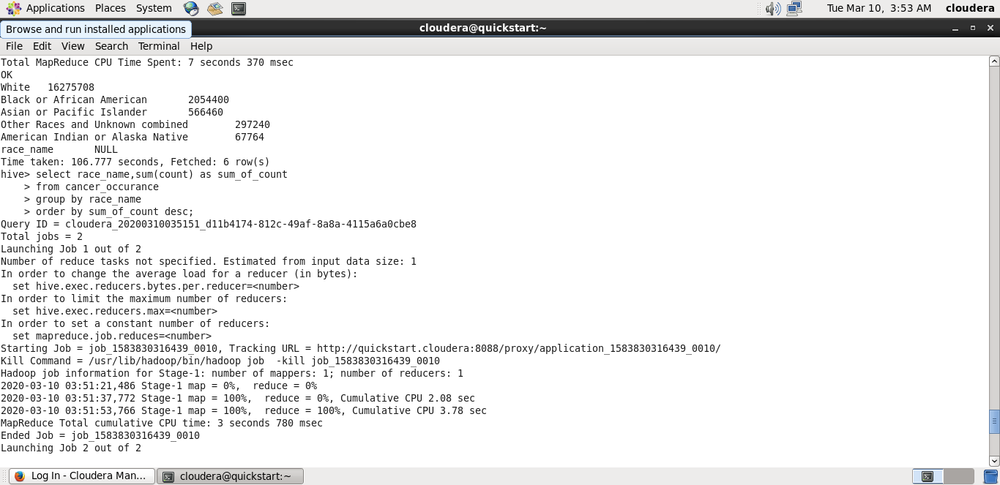 Applications Places System Tue Mar 10, 3:53 AM cloudera
Browse and run installed applications
cloudera@quickstart:~
File Edit View Search Terminal Help
Total MapReduce CPU Time Spent: 7 seconds 370 msec
OK
White   16275708
Black or African American       2054400
Asian or Pacific Islander       566460
Other Races and Unknown combined        297240
American Indian or Alaska Native        67764
race_name       NULL
Time taken: 106.777 seconds, Fetched: 6 row(s)
hive> select race_name,sum(count) as sum_of_count
    > from cancer_occurance
    > group by race_name
    > order by sum_of_count desc;
Query ID = cloudera_20200310035151_d11b4174-812c-49af-8a8a-4115a6a0cbe8
Total jobs = 2
Launching Job 1 out of 2
Number of reduce tasks not specified. Estimated from input data size: 1
In order to change the average load for a reducer (in bytes):
  set hive.exec.reducers.bytes.per.reducer=<number>
In order to limit the maximum number of reducers:
  set hive.exec.reducers.max=<number>
In order to set a constant number of reducers:
  set mapreduce.job.reduces=<number>
Starting Job = job_1583830316439_0010, Tracking URL = http://quickstart.cloudera:8088/proxy/application_1583830316439_0010/
Kill Command = /usr/lib/hadoop/bin/hadoop job  -kill job_1583830316439_0010
Hadoop job information for Stage-1: number of mappers: 1; number of reducers: 1
2020-03-10 03:51:21,486 Stage-1 map = 0%,  reduce = 0%
2020-03-10 03:51:37,772 Stage-1 map = 100%,  reduce = 0%, Cumulative CPU 2.08 sec
2020-03-10 03:51:53,766 Stage-1 map = 100%,  reduce = 100%, Cumulative CPU 3.78 sec
MapReduce Total cumulative CPU time: 3 seconds 780 msec
Ended Job = job_1583830316439_0010
Launching Job 2 out of 2
Log In - Cloudera Man... cloudera@quickstart:~